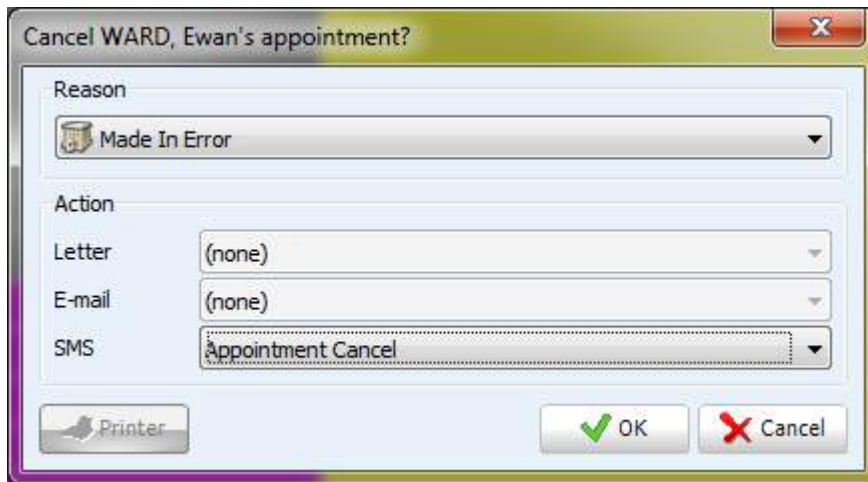 Cancel WARD, Ewan's appointment?
Reason
Made In Error
Action
Letter (none)
E-mail (none)
SMS Appointment Cancel
Printer OK Cancel